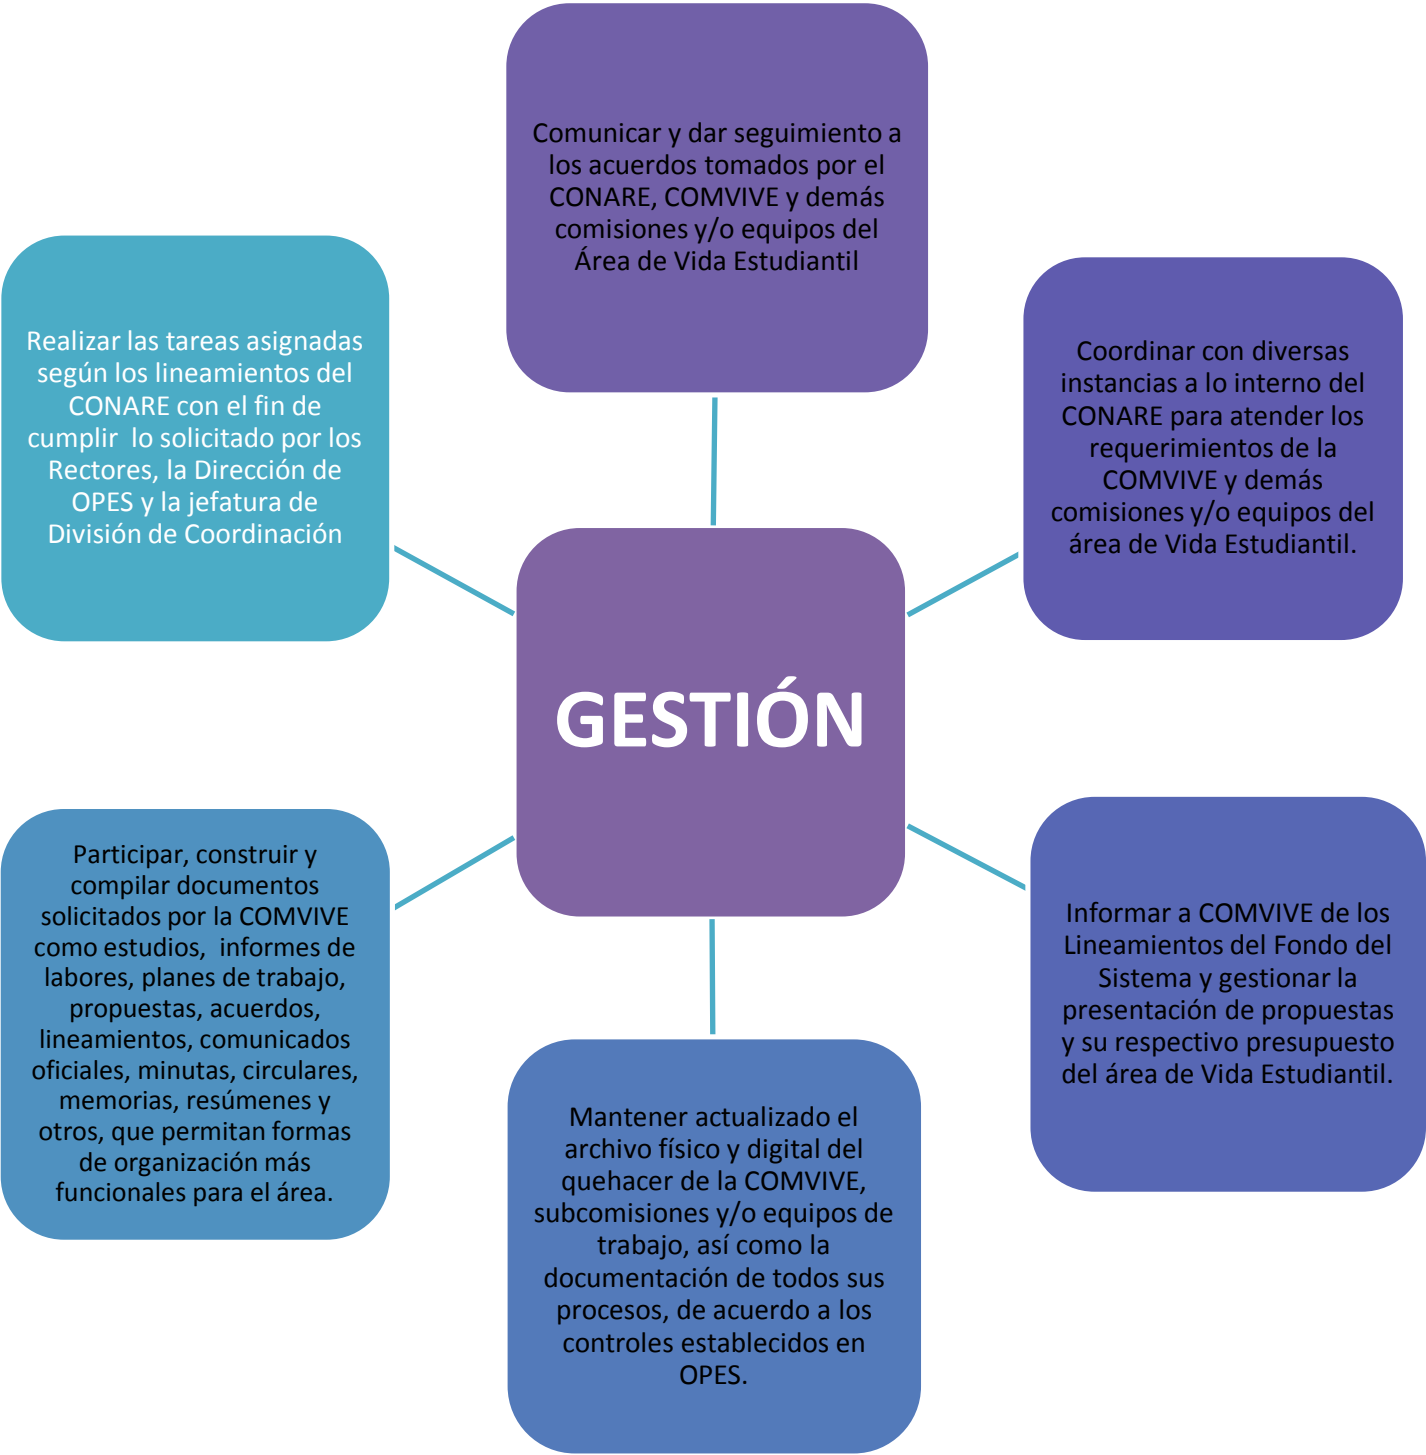 Comunicar y dar seguimiento a
los acuerdos tomados por el
CONARE, COMVIVE y demás
comisiones y/o equipos del
Área de Vida Estudiantil
Coordinar con diversas
instancias a lo interno del
CONARE para atender los
requerimientos de la
COMVIVE y demás
comisiones y/o equipos del
área de Vida Estudiantil.
Informar a COMVIVE de los
Lineamientos del Fondo del
Sistema y gestionar la
presentación de propuestas
y su respectivo presupuesto
del área de Vida Estudiantil.
Mantener actualizado el
archivo físico y digital del
quehacer de la COMVIVE,
subcomisiones y/o equipos de
trabajo, así como la
documentación de todos sus
procesos, de acuerdo a los
controles establecidos en
OPES.
Participar, construir y
compilar documentos
solicitados por la COMVIVE
como estudios,  informes de
labores, planes de trabajo,
propuestas, acuerdos,
lineamientos, comunicados
oficiales, minutas, circulares,
memorias, resúmenes y
otros, que permitan formas
de organización más
funcionales para el área.
Realizar las tareas asignadas
según los lineamientos del
CONARE con el fin de
cumplir  lo solicitado por los
Rectores, la Dirección de
OPES y la jefatura de
División de Coordinación
GESTIÓN